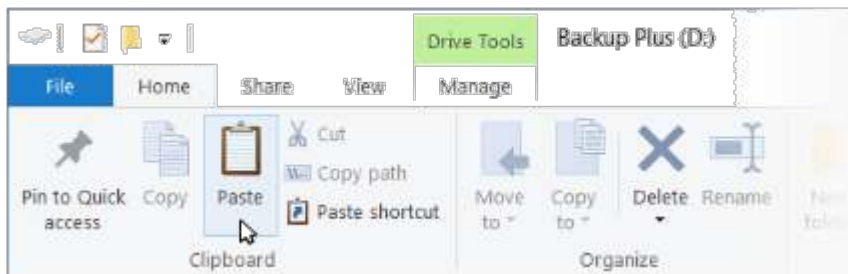 Drive Tools
Backup Plus (D:)
File
Home
Share
View
Manage
Pin to Quick access
Copy
Paste
Cut
Copy path
Paste shortcut
Move to
Copy to
Delete
Rename
Clipboard
Organize